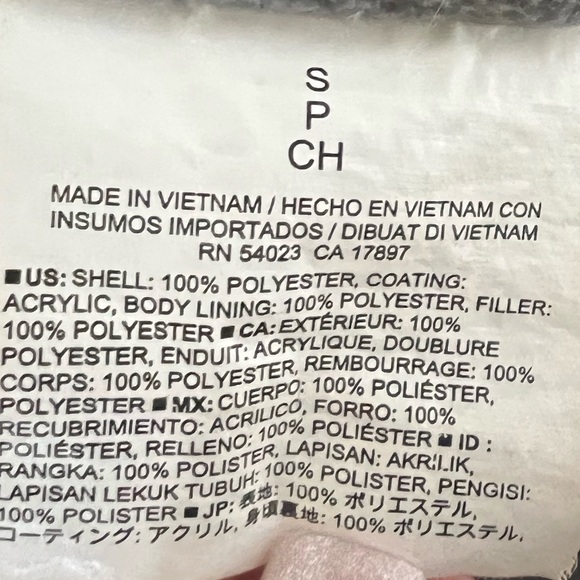 S
P
CH
MADE IN VIETNAM / HECHO EN VIETNAM CON
INSUMOS IMPORTADOS / DIBUAT DI VIETNAM
RN 54023 CA 17897
■US: SHELL: 100% POLYESTER, COATING:
ACRYLIC, BODY LINING: 100% POLYESTER, FILLER:
100% POLYESTER ■CA:EXTÉRIEUR: 100%
POLYESTER, ENDUIT: ACRYLIQUE, DOUBLURE
CORPS: 100% POLYESTER, REMBOURRAGE: 100%
POLYESTER ■MX: CUERPO: 100% POLIÉSTER,
RECUBRIMIENTO: ACRILICO, FORRO: 100%
POLIÉSTER, RELLENO: 100% POLIÉSTER ■ID :
RANGKA: 100% POLISTER, LAPISAN: AKRILIK,
LAPISAN LEKUK TUBUH: 100% POLISTER, PENGISI:
100% POLISTER ■JP: 表地: 100% ポリエステル,
コーティング: アクリル, 身頃裏地: 100% ポリエステル,